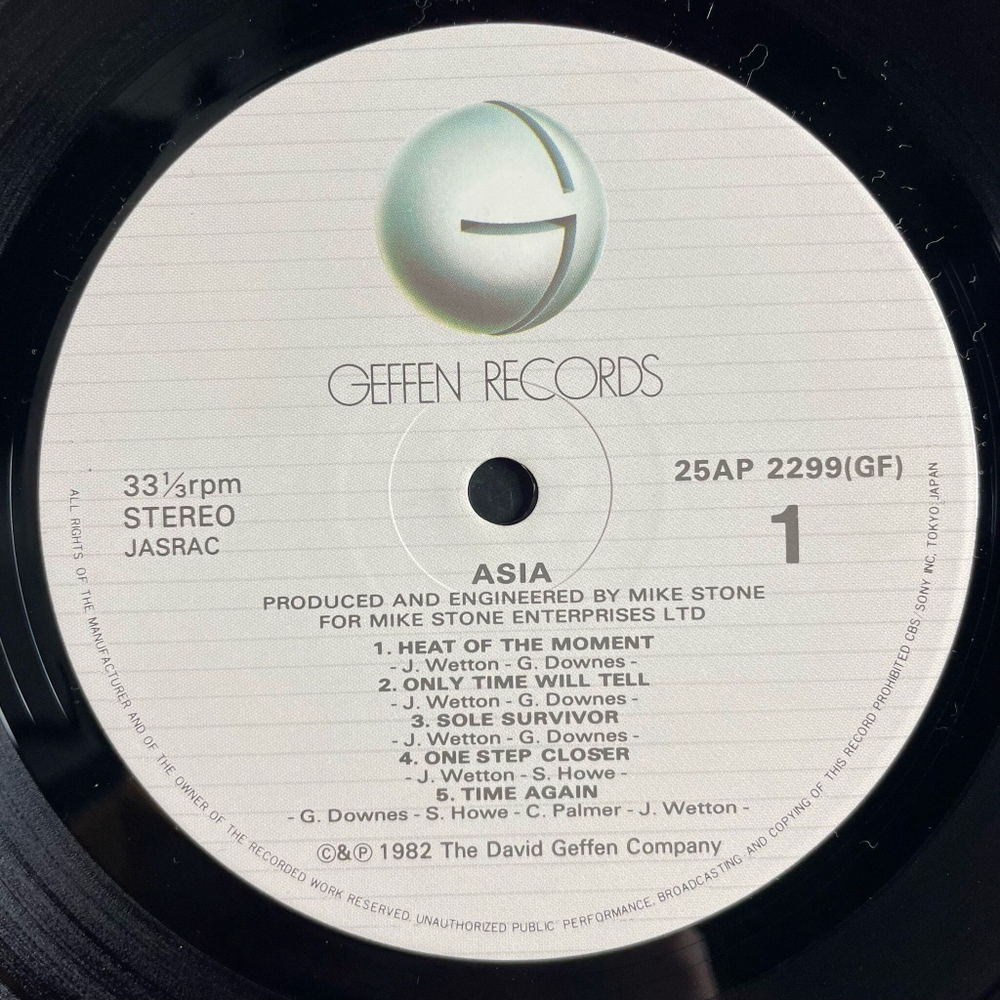 GEFFEN RECORDS
33⅓rpm
STEREO
JASRAC
25AP 2299(GF)
1
ASIA
PRODUCED AND ENGINEERED BY MIKE STONE
FOR MIKE STONE ENTERPRISES LTD
1. HEAT OF THE MOMENT
- J. Wetton - G. Downes -
2. ONLY TIME WILL TELL
- J. Wetton - G. Downes -
3. SOLE SURVIVOR
- J. Wetton - G. Downes -
4. ONE STEP CLOSER
- J. Wetton - S. Howe -
5. TIME AGAIN
- G. Downes - S. Howe - C. Palmer - J. Wetton -
©&℗ 1982 The David Geffen Company
ALL RIGHTS OF THE MANUFACTURER AND OF THE OWNER OF THE RECORDED WORK RESERVED. UNAUTHORIZED PUBLIC PERFORMANCE, BROADCASTING AND COPYING OF THIS RECORD PROHIBITED CBS/SONY INC. TOKYO JAPAN